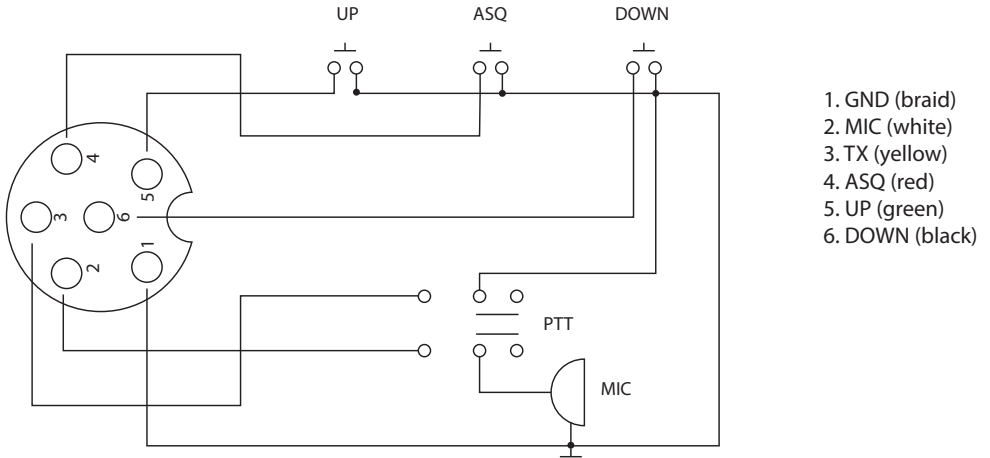 UP
ASQ
DOWN
4
5
3
6
1
2
PTT
MIC
1. GND (braid)
2. MIC (white)
3. TX (yellow)
4. ASQ (red)
5. UP (green)
6. DOWN (black)